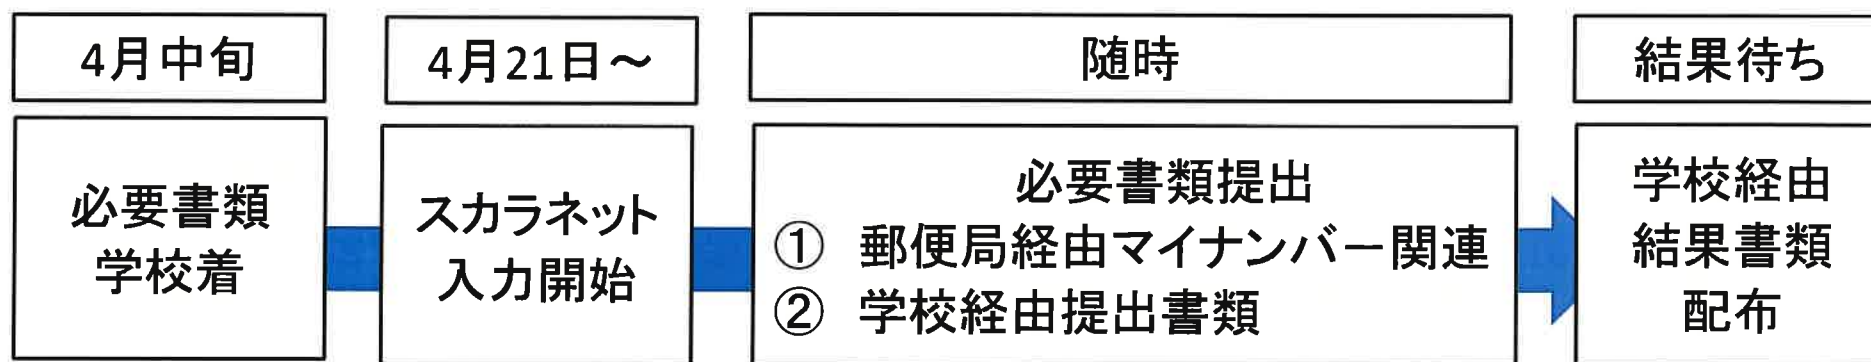 4月中旬
4月21日～
随時
結果待ち
必要書類
学校着
スカラネット
入力開始
必要書類提出
① 郵便局経由マイナンバー関連
② 学校経由提出書類
学校経由
結果書類
配布